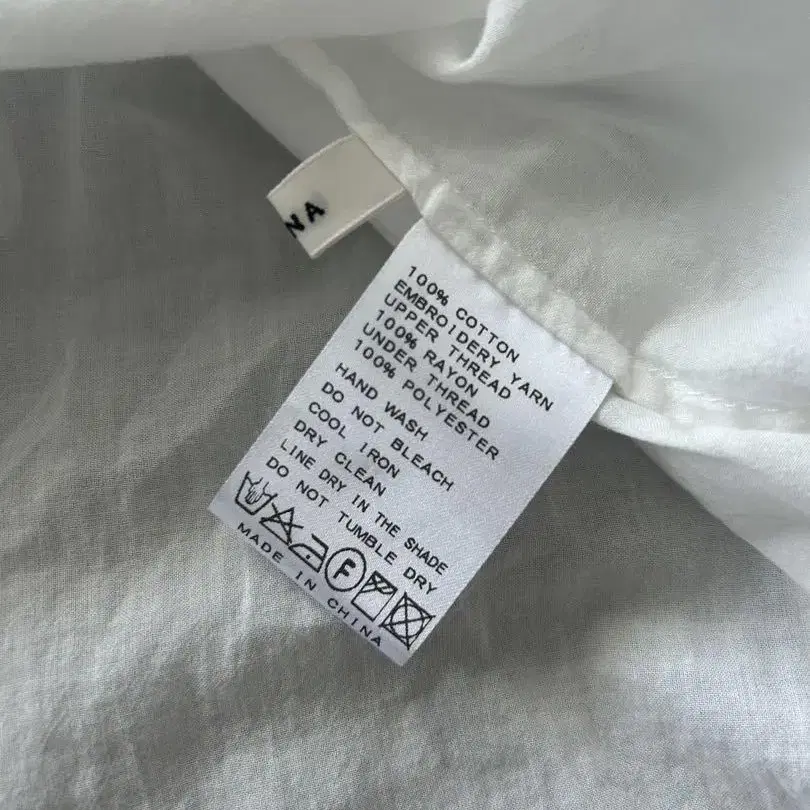 NA
100% COTTON
EMBROIDERY YARN
UPPER THREAD
100% RAYON
UNDER THREAD
100% POLYESTER
HAND WASH
DO NOT BLEACH
COOL IRON
DRY CLEAN
LINE DRY IN THE SHADE
DO NOT TUMBLE DRY
F
MADE IN CHINA